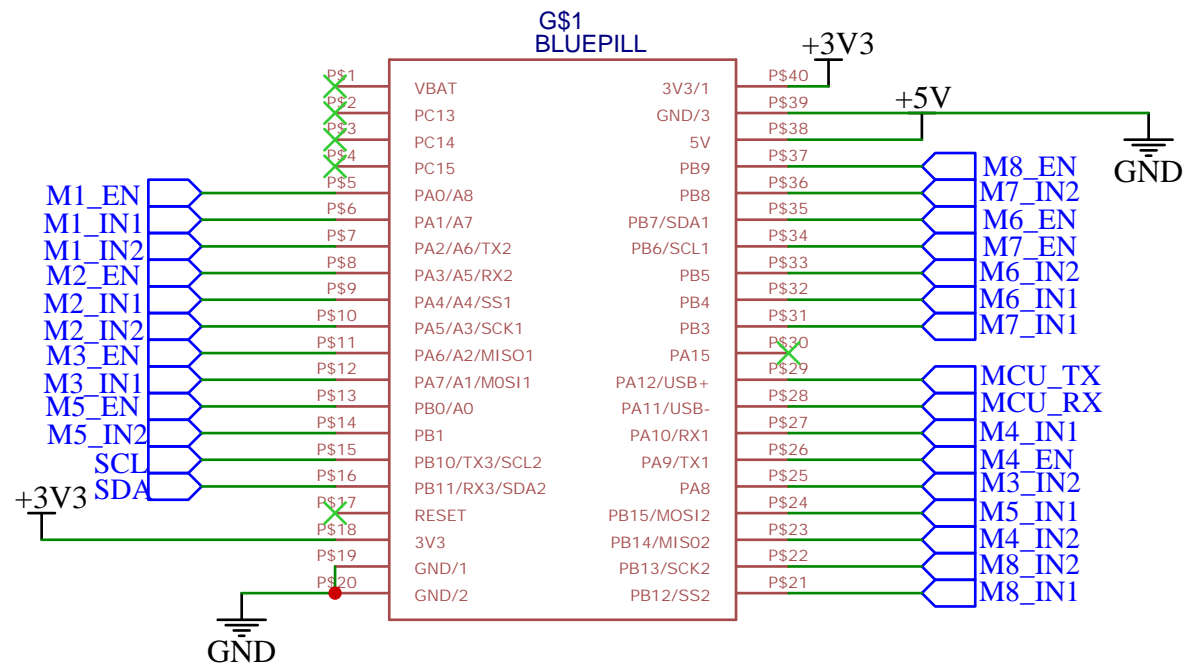 G$1
BLUEPILL
+3V3
+5V
GND
P$1 VBAT
P$2 PC13
P$3 PC14
P$4 PC15
M1_EN P$5 PA0/A8
M1_IN1 P$6 PA1/A7
M1_IN2 P$7 PA2/A6/TX2
M2_EN P$8 PA3/A5/RX2
M2_IN1 P$9 PA4/A4/SS1
M2_IN2 P$10 PA5/A3/SCK1
M3_EN P$11 PA6/A2/MISO1
M3_IN1 P$12 PA7/A1/M0SI1
M5_EN P$13 PB0/A0
M5_IN2 P$14 PB1
SCL P$15 PB10/TX3/SCL2
SDA P$16 PB11/RX3/SDA2
P$17 RESET
+3V3 P$18 3V3
P$19 GND/1
P$20 GND/2
GND
3V3/1 P$40
GND/3 P$39
5V P$38
PB9 P$37 M8_EN
PB8 P$36 M7_IN2
PB7/SDA1 P$35 M6_EN
PB6/SCL1 P$34 M7_EN
PB5 P$33 M6_IN2
PB4 P$32 M6_IN1
PB3 P$31 M7_IN1
PA15 P$30
PA12/USB+ P$29 MCU_TX
PA11/USB- P$28 MCU_RX
PA10/RX1 P$27 M4_IN1
PA9/TX1 P$26 M4_EN
PA8 P$25 M3_IN2
PB15/MOSI2 P$24 M5_IN1
PB14/MISO2 P$23 M4_IN2
PB13/SCK2 P$22 M8_IN2
PB12/SS2 P$21 M8_IN1